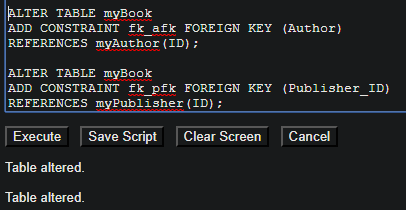 ALTER TABLE myBook
ADD CONSTRAINT fk_afk FOREIGN KEY (Author)
REFERENCES myAuthor(ID);
ALTER TABLE myBook
ADD CONSTRAINT fk_pfk FOREIGN KEY (Publisher_ID)
REFERENCES myPublisher(ID);
Execute Save Script Clear Screen Cancel
Table altered.
Table altered.